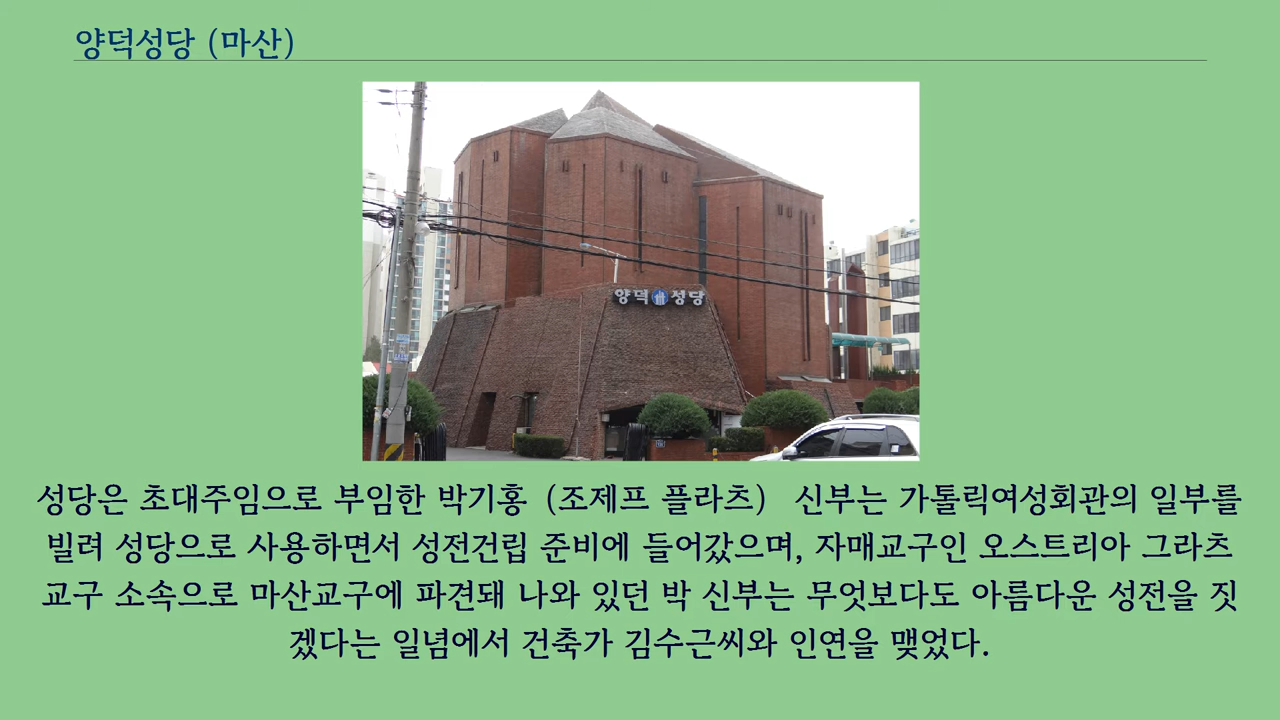 양덕성당 (마산)
양덕 성당
성당은 초대주임으로 부임한 박기홍 (조제프 플라츠) 신부는 가톨릭여성회관의 일부를
빌려 성당으로 사용하면서 성전건립 준비에 들어갔으며, 자매교구인 오스트리아 그라츠
교구 소속으로 마산교구에 파견돼 나와 있던 박 신부는 무엇보다도 아름다운 성전을 짓
겠다는 일념에서 건축가 김수근씨와 인연을 맺었다.